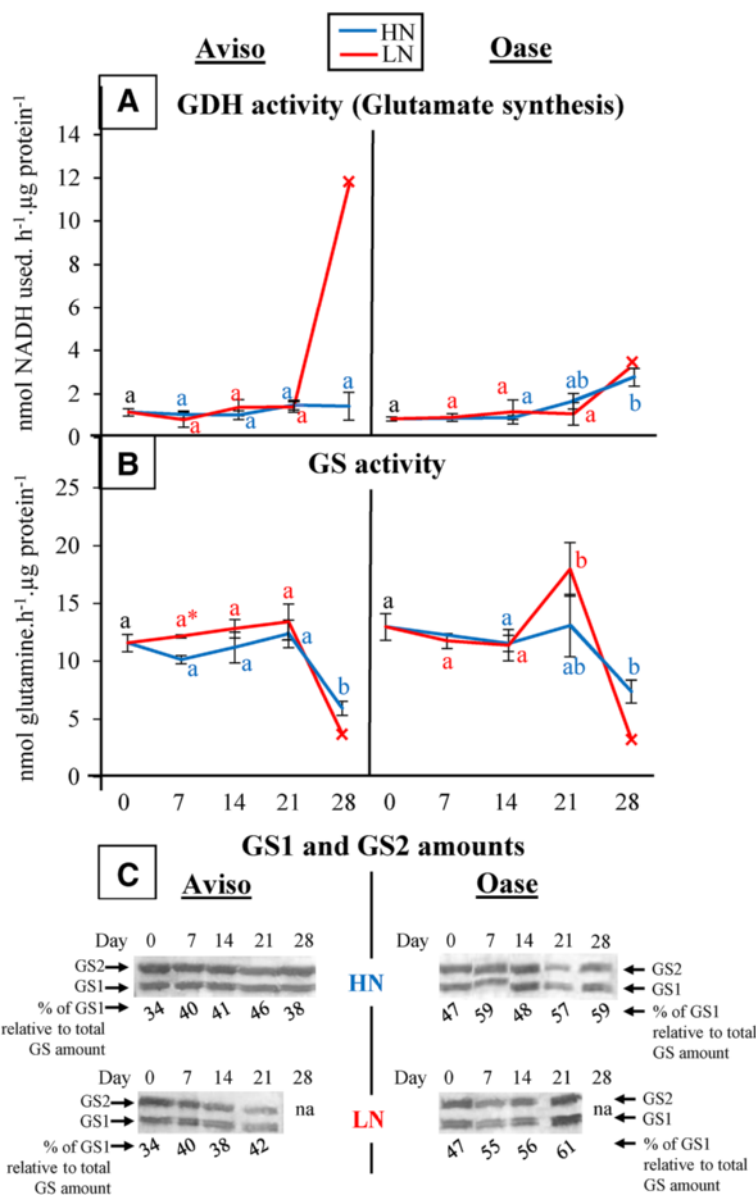 HN
LN
Aviso
Oase
A
GDH activity (Glutamate synthesis)
nmol NADH used. h⁻¹.µg protein⁻¹
14
12
10
8
6
4
2
0
a
a
a
a
a
a
a
a
a
a
a
a
ab
a
b
B
GS activity
nmol glutamine.h⁻¹.µg protein⁻¹
25
20
15
10
5
0
a
a*
a
a
a
a
a
b
a
a
a
a
b
ab
b
0 7 14 21 28
0 7 14 21 28
GS1 and GS2 amounts
C
Aviso
Oase
Day 0 7 14 21 28
GS2
GS1
% of GS1
relative to total
GS amount
34 40 41 46 38
HN
Day 0 7 14 21 28
GS2
GS1
47 59 48 57 59
% of GS1
relative to total
GS amount
Day 0 7 14 21 28
GS2
GS1
na
% of GS1
relative to total
GS amount
34 40 38 42
LN
Day 0 7 14 21 28
GS2
GS1
na
47 55 56 61
% of GS1
relative to total
GS amount